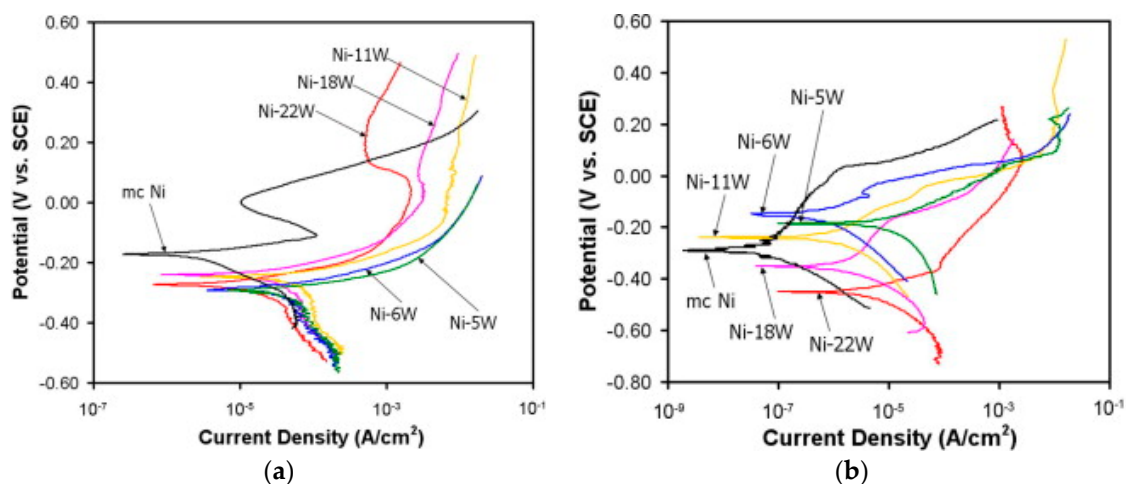 0.60
0.40
0.20
0.00
-0.20
-0.40
-0.60
Potential (V vs. SCE)
Ni-11W
Ni-18W
Ni-22W
mc Ni
Ni-6W
Ni-5W
10-7
10-5
10-3
10-1
Current Density (A/cm²)
(a)
0.60
0.40
0.20
0.00
-0.20
-0.40
-0.60
-0.80
Potential (V vs. SCE)
Ni-5W
Ni-6W
Ni-11W
mc Ni
Ni-18W
Ni-22W
10-9
10-7
10-5
10-3
10-1
Current Density (A/cm²)
(b)